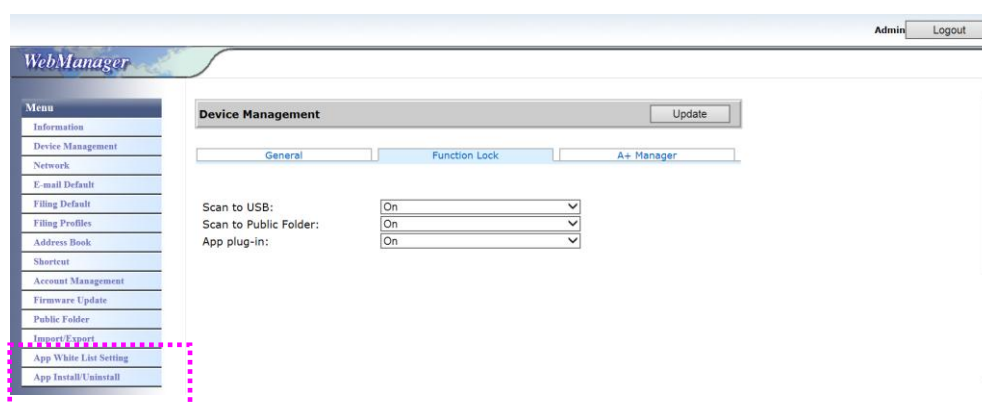 Admin Logout
WebManager
Menu
Information
Device Management
Network
E-mail Default
Filing Default
Filing Profiles
Address Book
Shortcut
Account Management
Firmware Update
Public Folder
Import/Export
App White List Setting
App Install/Uninstall
Device Management Update
General Function Lock A+ Manager
Scan to USB: On
Scan to Public Folder: On
App plug-in: On